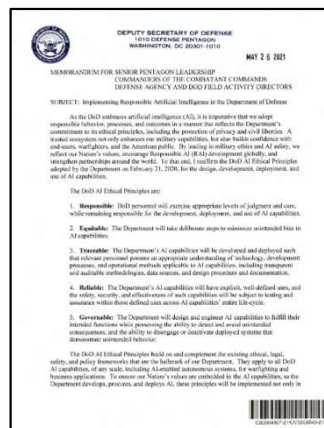 DEPUTY SECRETARY OF DEFENSE
1010 DEFENSE PENTAGON
WASHINGTON, DC 20301-1010
MAY 26 2021
MEMORANDUM FOR SENIOR PENTAGON LEADERSHIP
COMMANDERS OF THE COMBATANT COMMANDS
DEFENSE AGENCY AND DOD FIELD ACTIVITY DIRECTORS
SUBJECT: Implementing Responsible Artificial Intelligence in the Department of Defense
As the DoD embraces artificial intelligence (AI), it is imperative that we adopt
responsible behavior, processes, and outcomes in a manner that reflects the Department's
commitment to its ethical principles, including the protection of privacy and civil liberties. A
trusted ecosystem not only enhances our military capabilities, but also builds confidence with
end-users, warfighters, and the American public. By leading in military ethics and AI safety, we
reflect our Nation's values, encourage Responsible AI (RAI) development globally, and
strengthen partnerships around the world. To that end, I reaffirm the DoD AI Ethical Principles
adopted by the Department on February 21, 2020, for the design, development, deployment, and
use of AI capabilities.
The DoD AI Ethical Principles are:
1. Responsible: DoD personnel will exercise appropriate levels of judgment and care,
while remaining responsible for the development, deployment, and use of AI capabilities.
2. Equitable: The Department will take deliberate steps to minimize unintended bias in
AI capabilities.
3. Traceable: The Department's AI capabilities will be developed and deployed such
that relevant personnel possess an appropriate understanding of technology, development
processes, and operational methods applicable to AI capabilities, including transparent
and auditable methodologies, data sources, and design procedure and documentation.
4. Reliable: The Department's AI capabilities will have explicit, well-defined uses, and
the safety, security, and effectiveness of such capabilities will be subject to testing and
assurance within those defined uses across AI capabilities' entire life-cycle.
5. Governable: The Department will design and engineer AI capabilities to fulfill their
intended functions while possessing the ability to detect and avoid unintended
consequences, and the ability to disengage or deactivate deployed systems that
demonstrate unintended behavior.
The DoD AI Ethical Principles build on and complement the existing ethical, legal,
safety, and policy frameworks that are the hallmark of our Department. They apply to all DoD
AI capabilities, of any scale, including AI-enabled autonomous systems, for warfighting and
business applications. To ensure our Nation's values are embedded in the AI capabilities, as the
Department develops, procures, and deploys AI, these principles will be implemented not only in